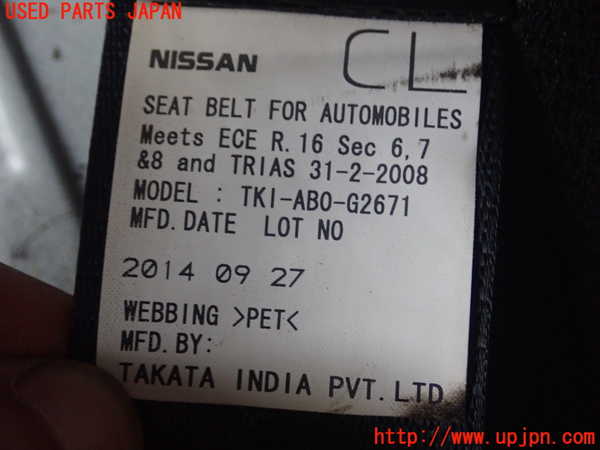 USED PARTS JAPAN
NISSAN CL
SEAT BELT FOR AUTOMOBILES
Meets ECE R.16 Sec 6,7
&8 and TRIAS 31-2-2008
MODEL : TKI-AB0-G2671
MFD.DATE LOT NO
2014 09 27
WEBBING >PET<
MFD.BY:
TAKATA INDIA PVT.LTD
http://www.upjpn.com/